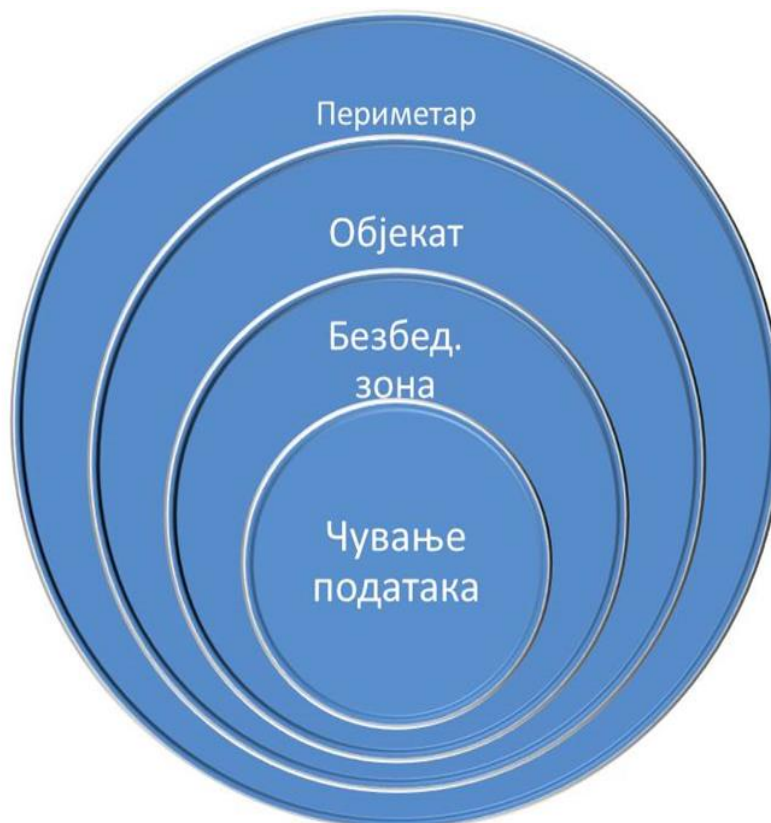 Периметар
Објекат
Безбед.
зона
Чување
података